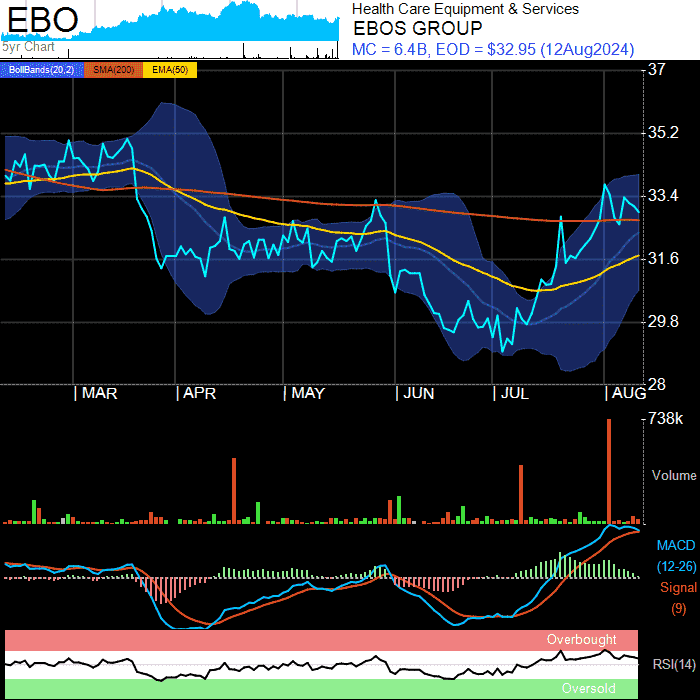 EBO
5yr Chart
Health Care Equipment & Services
EBOS GROUP
MC = 6.4B, EOD = $32.95 (12Aug2024)
BollBands(20,2) SMA(200) EMA(50)
37
35.2
33.4
31.6
29.8
28
MAR APR MAY JUN JUL AUG
738k
Volume
MACD
(12-26)
Signal
(9)
Overbought
RSI(14)
Oversold